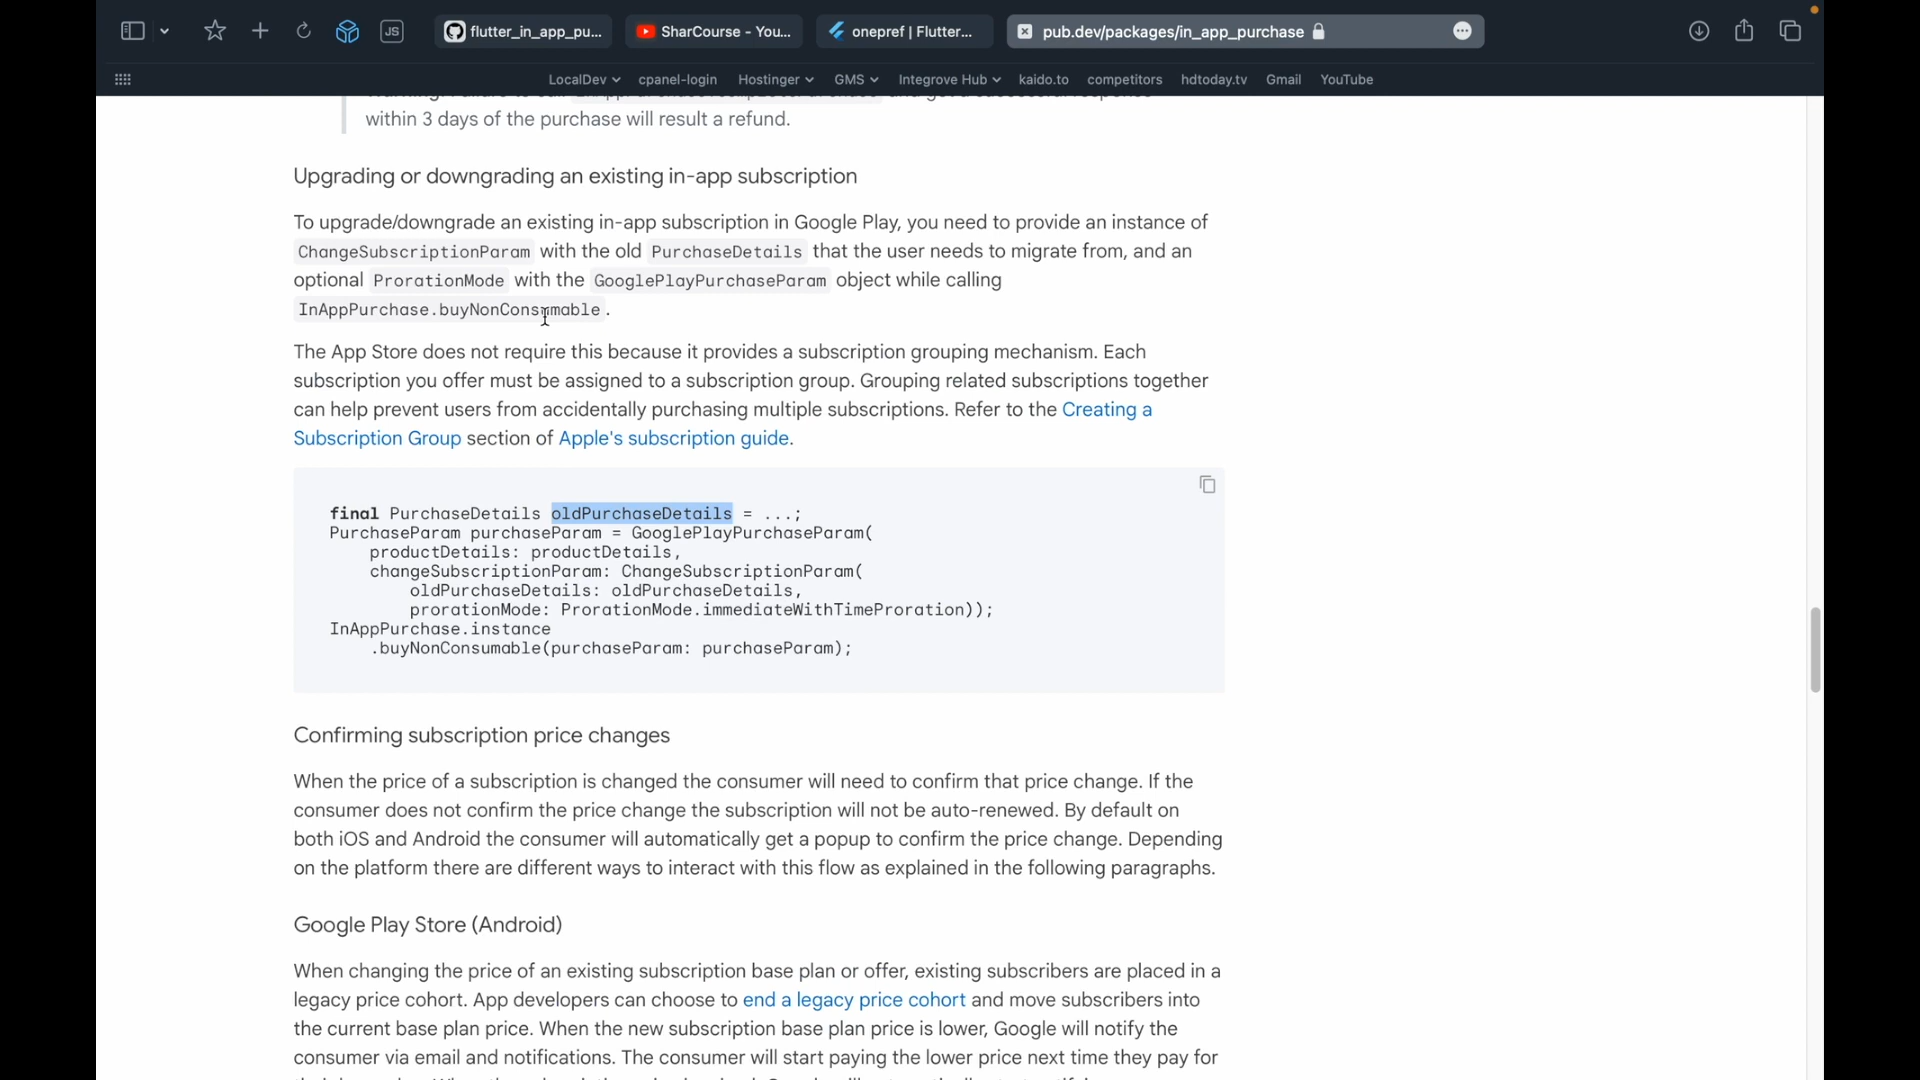 JS
flutter_in_app_pu...
SharCourse - You...
onepref | Flutter...
pub.dev/packages/in_app_purchase
LocalDev
cpanel-login
Hostinger
GMS
Integrove Hub
kaido.to
competitors
hdtoday.tv
Gmail
YouTube
within 3 days of the purchase will result a refund.
Upgrading or downgrading an existing in-app subscription
To upgrade/downgrade an existing in-app subscription in Google Play, you need to provide an instance of
ChangeSubscriptionParam with the old PurchaseDetails that the user needs to migrate from, and an
optional ProrationMode with the GooglePlayPurchaseParam object while calling
InAppPurchase.buyNonConsumable.
The App Store does not require this because it provides a subscription grouping mechanism. Each
subscription you offer must be assigned to a subscription group. Grouping related subscriptions together
can help prevent users from accidentally purchasing multiple subscriptions. Refer to the Creating a
Subscription Group section of Apple's subscription guide.
final PurchaseDetails oldPurchaseDetails = ...;
PurchaseParam purchaseParam = GooglePlayPurchaseParam(
productDetails: productDetails,
changeSubscriptionParam: ChangeSubscriptionParam(
oldPurchaseDetails: oldPurchaseDetails,
prorationMode: ProrationMode.immediateWithTimeProration));
InAppPurchase.instance
.buyNonConsumable(purchaseParam: purchaseParam);
Confirming subscription price changes
When the price of a subscription is changed the consumer will need to confirm that price change. If the
consumer does not confirm the price change the subscription will not be auto-renewed. By default on
both iOS and Android the consumer will automatically get a popup to confirm the price change. Depending
on the platform there are different ways to interact with this flow as explained in the following paragraphs.
Google Play Store (Android)
When changing the price of an existing subscription base plan or offer, existing subscribers are placed in a
legacy price cohort. App developers can choose to end a legacy price cohort and move subscribers into
the current base plan price. When the new subscription base plan price is lower, Google will notify the
consumer via email and notifications. The consumer will start paying the lower price next time they pay for